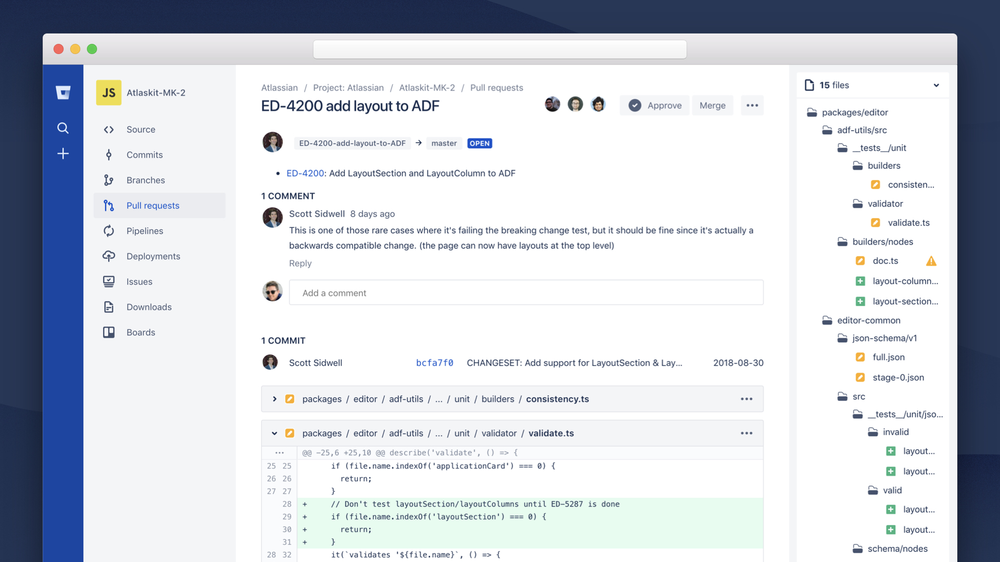 JS Atlaskit-MK-2
Source
Commits
Branches
Pull requests
Pipelines
Deployments
Issues
Downloads
Boards
Atlassian / Project: Atlassian / Atlaskit-MK-2 / Pull requests
ED-4200 add layout to ADF
Approve Merge
ED-4200-add-layout-to-ADF → master OPEN
• ED-4200: Add LayoutSection and LayoutColumn to ADF
1 COMMENT
Scott Sidwell 8 days ago
This is one of those rare cases where it's failing the breaking change test, but it should be fine since it's actually a
backwards compatible change. (the page can now have layouts at the top level)
Reply
Add a comment
1 COMMIT
Scott Sidwell bcfa7f0 CHANGESET: Add support for LayoutSection & Lay... 2018-08-30
packages / editor / adf-utils / ... / unit / builders / consistency.ts
packages / editor / adf-utils / ... / unit / validator / validate.ts
@@ -25,6 +25,10 @@ describe('validate', () => {
25 25 if (file.name.indexOf('applicationCard') === 0) {
26 26 return;
27 27 }
28 + // Don't test layoutSection/layoutColumns until ED-5287 is done
29 + if (file.name.indexOf('layoutSection') === 0) {
30 + return;
31 + }
28 32 it(`validates '${file.name}`, () => {
15 files
packages/editor
adf-utils/src
__tests__/unit
builders
consisten...
validator
validate.ts
builders/nodes
doc.ts
layout-column...
layout-section...
editor-common
json-schema/v1
full.json
stage-0.json
src
__tests__/unit/jso...
invalid
layout...
layout...
valid
layout...
layout...
schema/nodes